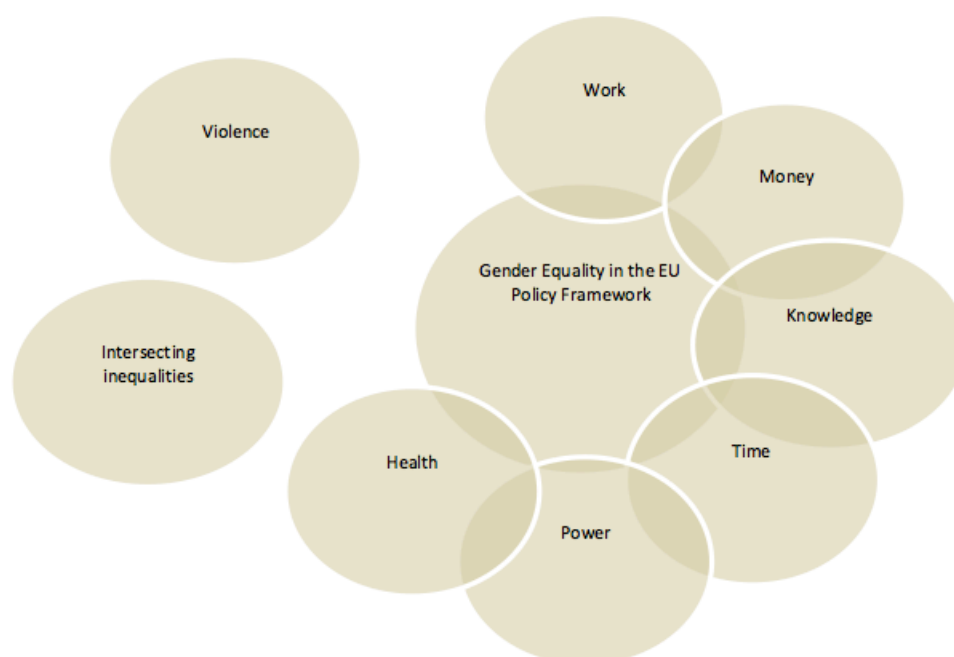 Work
Violence
Money
Gender Equality in the EU
Policy Framework
Knowledge
Intersecting
inequalities
Time
Health
Power